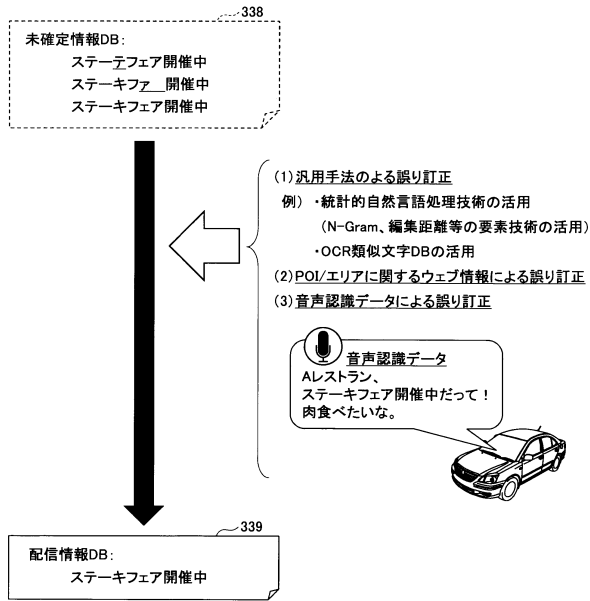 338
未確定情報DB:
ステーテフェア開催中
ステーキファ　開催中
ステーキフェア開催中
(1)汎用手法のよる誤り訂正
例）・統計的自然言語処理技術の活用
(N-Gram、編集距離等の要素技術の活用)
・OCR類似文字DBの活用
(2)POI/エリアに関するウェブ情報による誤り訂正
(3)音声認識データによる誤り訂正
音声認識データ
Aレストラン、
ステーキフェア開催中だって！
肉食べたいな。
339
配信情報DB:
ステーキフェア開催中